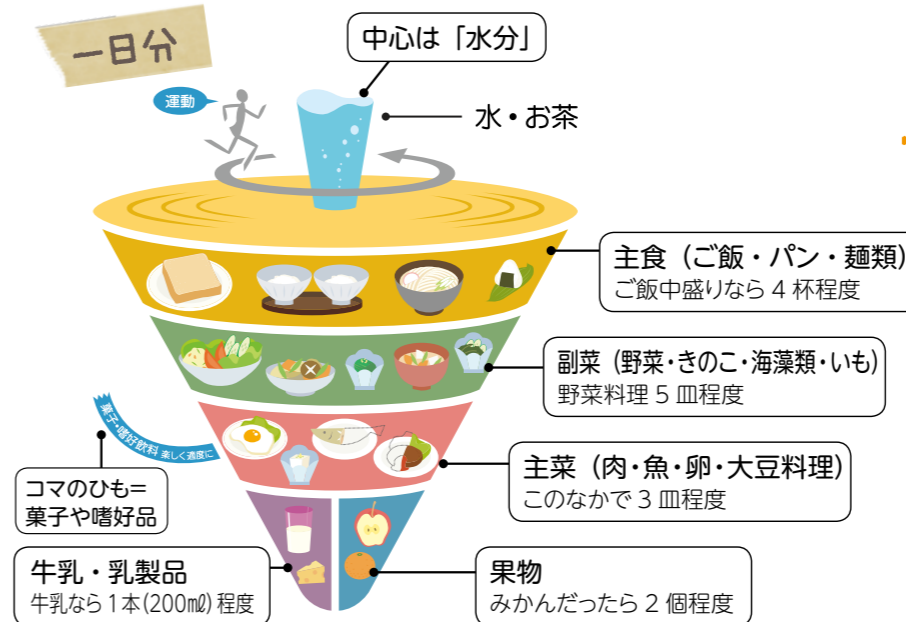 一日分
中心は「水分」
運動
水・お茶
主食（ご飯・パン・麺類）
ご飯中盛りなら 4 杯程度
副菜（野菜・きのこ・海藻類・いも）
野菜料理 5 皿程度
菓子・嗜好飲料 楽しく適度に
コマのひも=
菓子や嗜好品
主菜（肉・魚・卵・大豆料理）
このなかで 3 皿程度
牛乳・乳製品
牛乳なら 1 本(200㎖) 程度
果物
みかんだったら 2 個程度